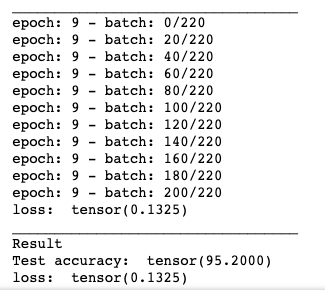 epoch: 9 - batch: 0/220
epoch: 9 - batch: 20/220
epoch: 9 - batch: 40/220
epoch: 9 - batch: 60/220
epoch: 9 - batch: 80/220
epoch: 9 - batch: 100/220
epoch: 9 - batch: 120/220
epoch: 9 - batch: 140/220
epoch: 9 - batch: 160/220
epoch: 9 - batch: 180/220
epoch: 9 - batch: 200/220
loss:  tensor(0.1325)
Result
Test accuracy:  tensor(95.2000)
loss:  tensor(0.1325)